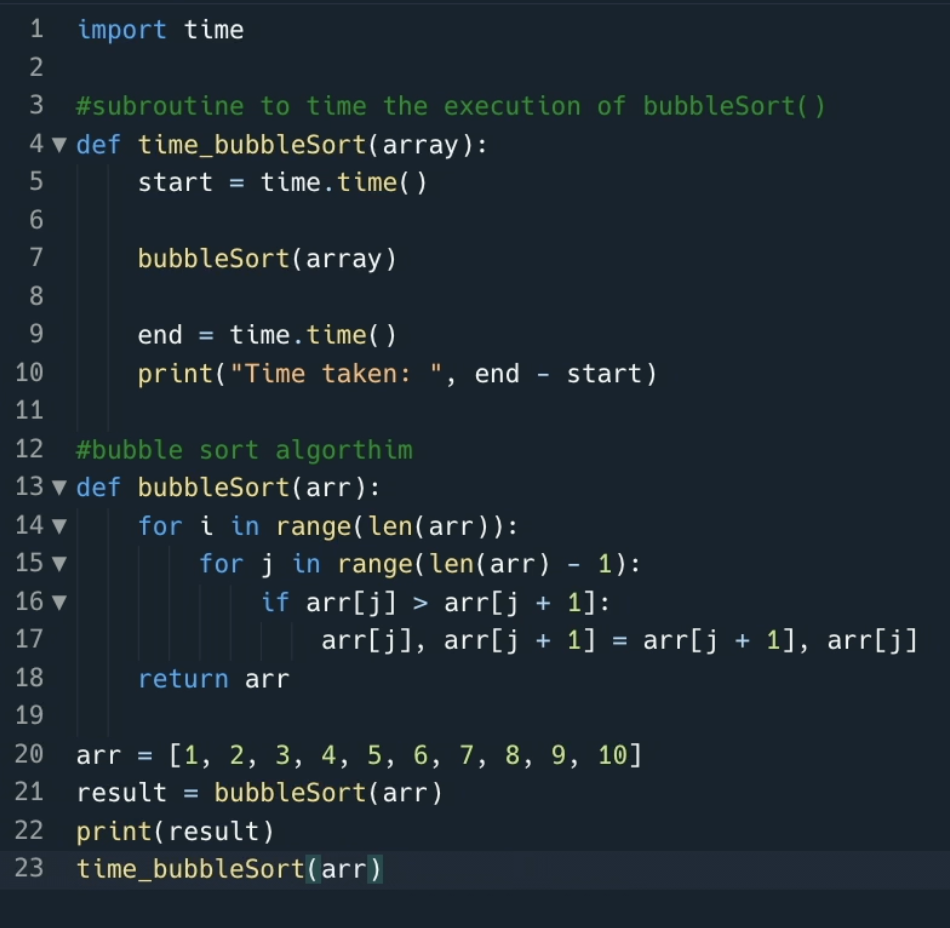 1 import time
2
3 #subroutine to time the execution of bubbleSort()
4 def time_bubbleSort(array):
5     start = time.time()
6
7     bubbleSort(array)
8
9     end = time.time()
10     print("Time taken: ", end - start)
11
12 #bubble sort algorthim
13 def bubbleSort(arr):
14     for i in range(len(arr)):
15         for j in range(len(arr) - 1):
16             if arr[j] > arr[j + 1]:
17                 arr[j], arr[j + 1] = arr[j + 1], arr[j]
18     return arr
19
20 arr = [1, 2, 3, 4, 5, 6, 7, 8, 9, 10]
21 result = bubbleSort(arr)
22 print(result)
23 time_bubbleSort(arr)